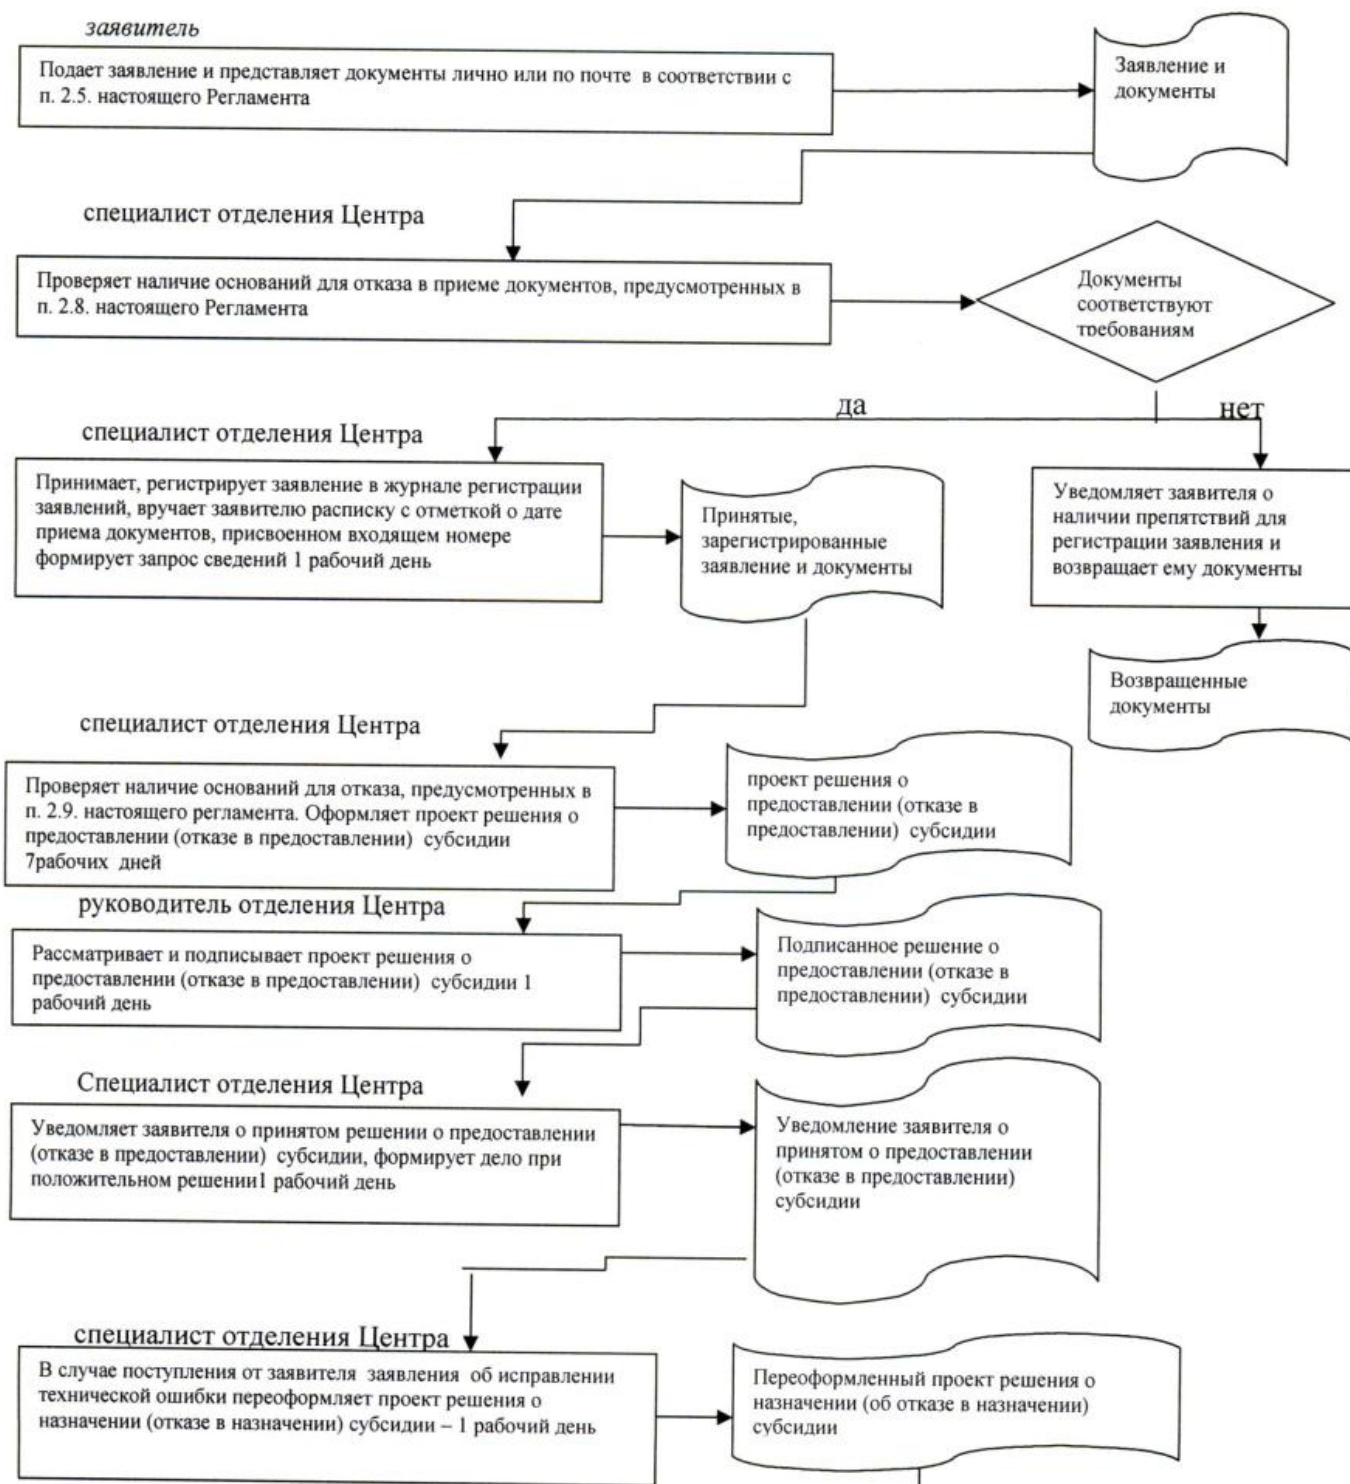 заявитель
Подает заявление и представляет документы лично или по почте в соответствии с
п. 2.5. настоящего Регламента
Заявление и
документы
специалист отделения Центра
Проверяет наличие оснований для отказа в приеме документов, предусмотренных в
п. 2.8. настоящего Регламента
Документы
соответствуют
требованиям
да
нет
специалист отделения Центра
Принимает, регистрирует заявление в журнале регистрации
заявлений, вручает заявителю расписку с отметкой о дате
приема документов, присвоенном входящем номере
формирует запрос сведений 1 рабочий день
Принятые,
зарегистрированные
заявление и документы
Уведомляет заявителя о
наличии препятствий для
регистрации заявления и
возвращает ему документы
Возвращенные
документы
специалист отделения Центра
Проверяет наличие оснований для отказа, предусмотренных в
п. 2.9. настоящего регламента. Оформляет проект решения о
предоставлении (отказе в предоставлении) субсидии
7рабочих дней
проект решения о
предоставлении (отказе в
предоставлении) субсидии
руководитель отделения Центра
Рассматривает и подписывает проект решения о
предоставлении (отказе в предоставлении) субсидии 1
рабочий день
Подписанное решение о
предоставлении (отказе в
предоставлении) субсидии
Специалист отделения Центра
Уведомляет заявителя о принятом решении о предоставлении
(отказе в предоставлении) субсидии, формирует дело при
положительном решении1 рабочий день
Уведомление заявителя о
принятом о предоставлении
(отказе в предоставлении)
субсидии
специалист отделения Центра
В случае поступления от заявителя заявления об исправлении
технической ошибки переоформляет проект решения о
назначении (отказе в назначении) субсидии – 1 рабочий день
Переоформленный проект решения о
назначении (об отказе в назначении)
субсидии